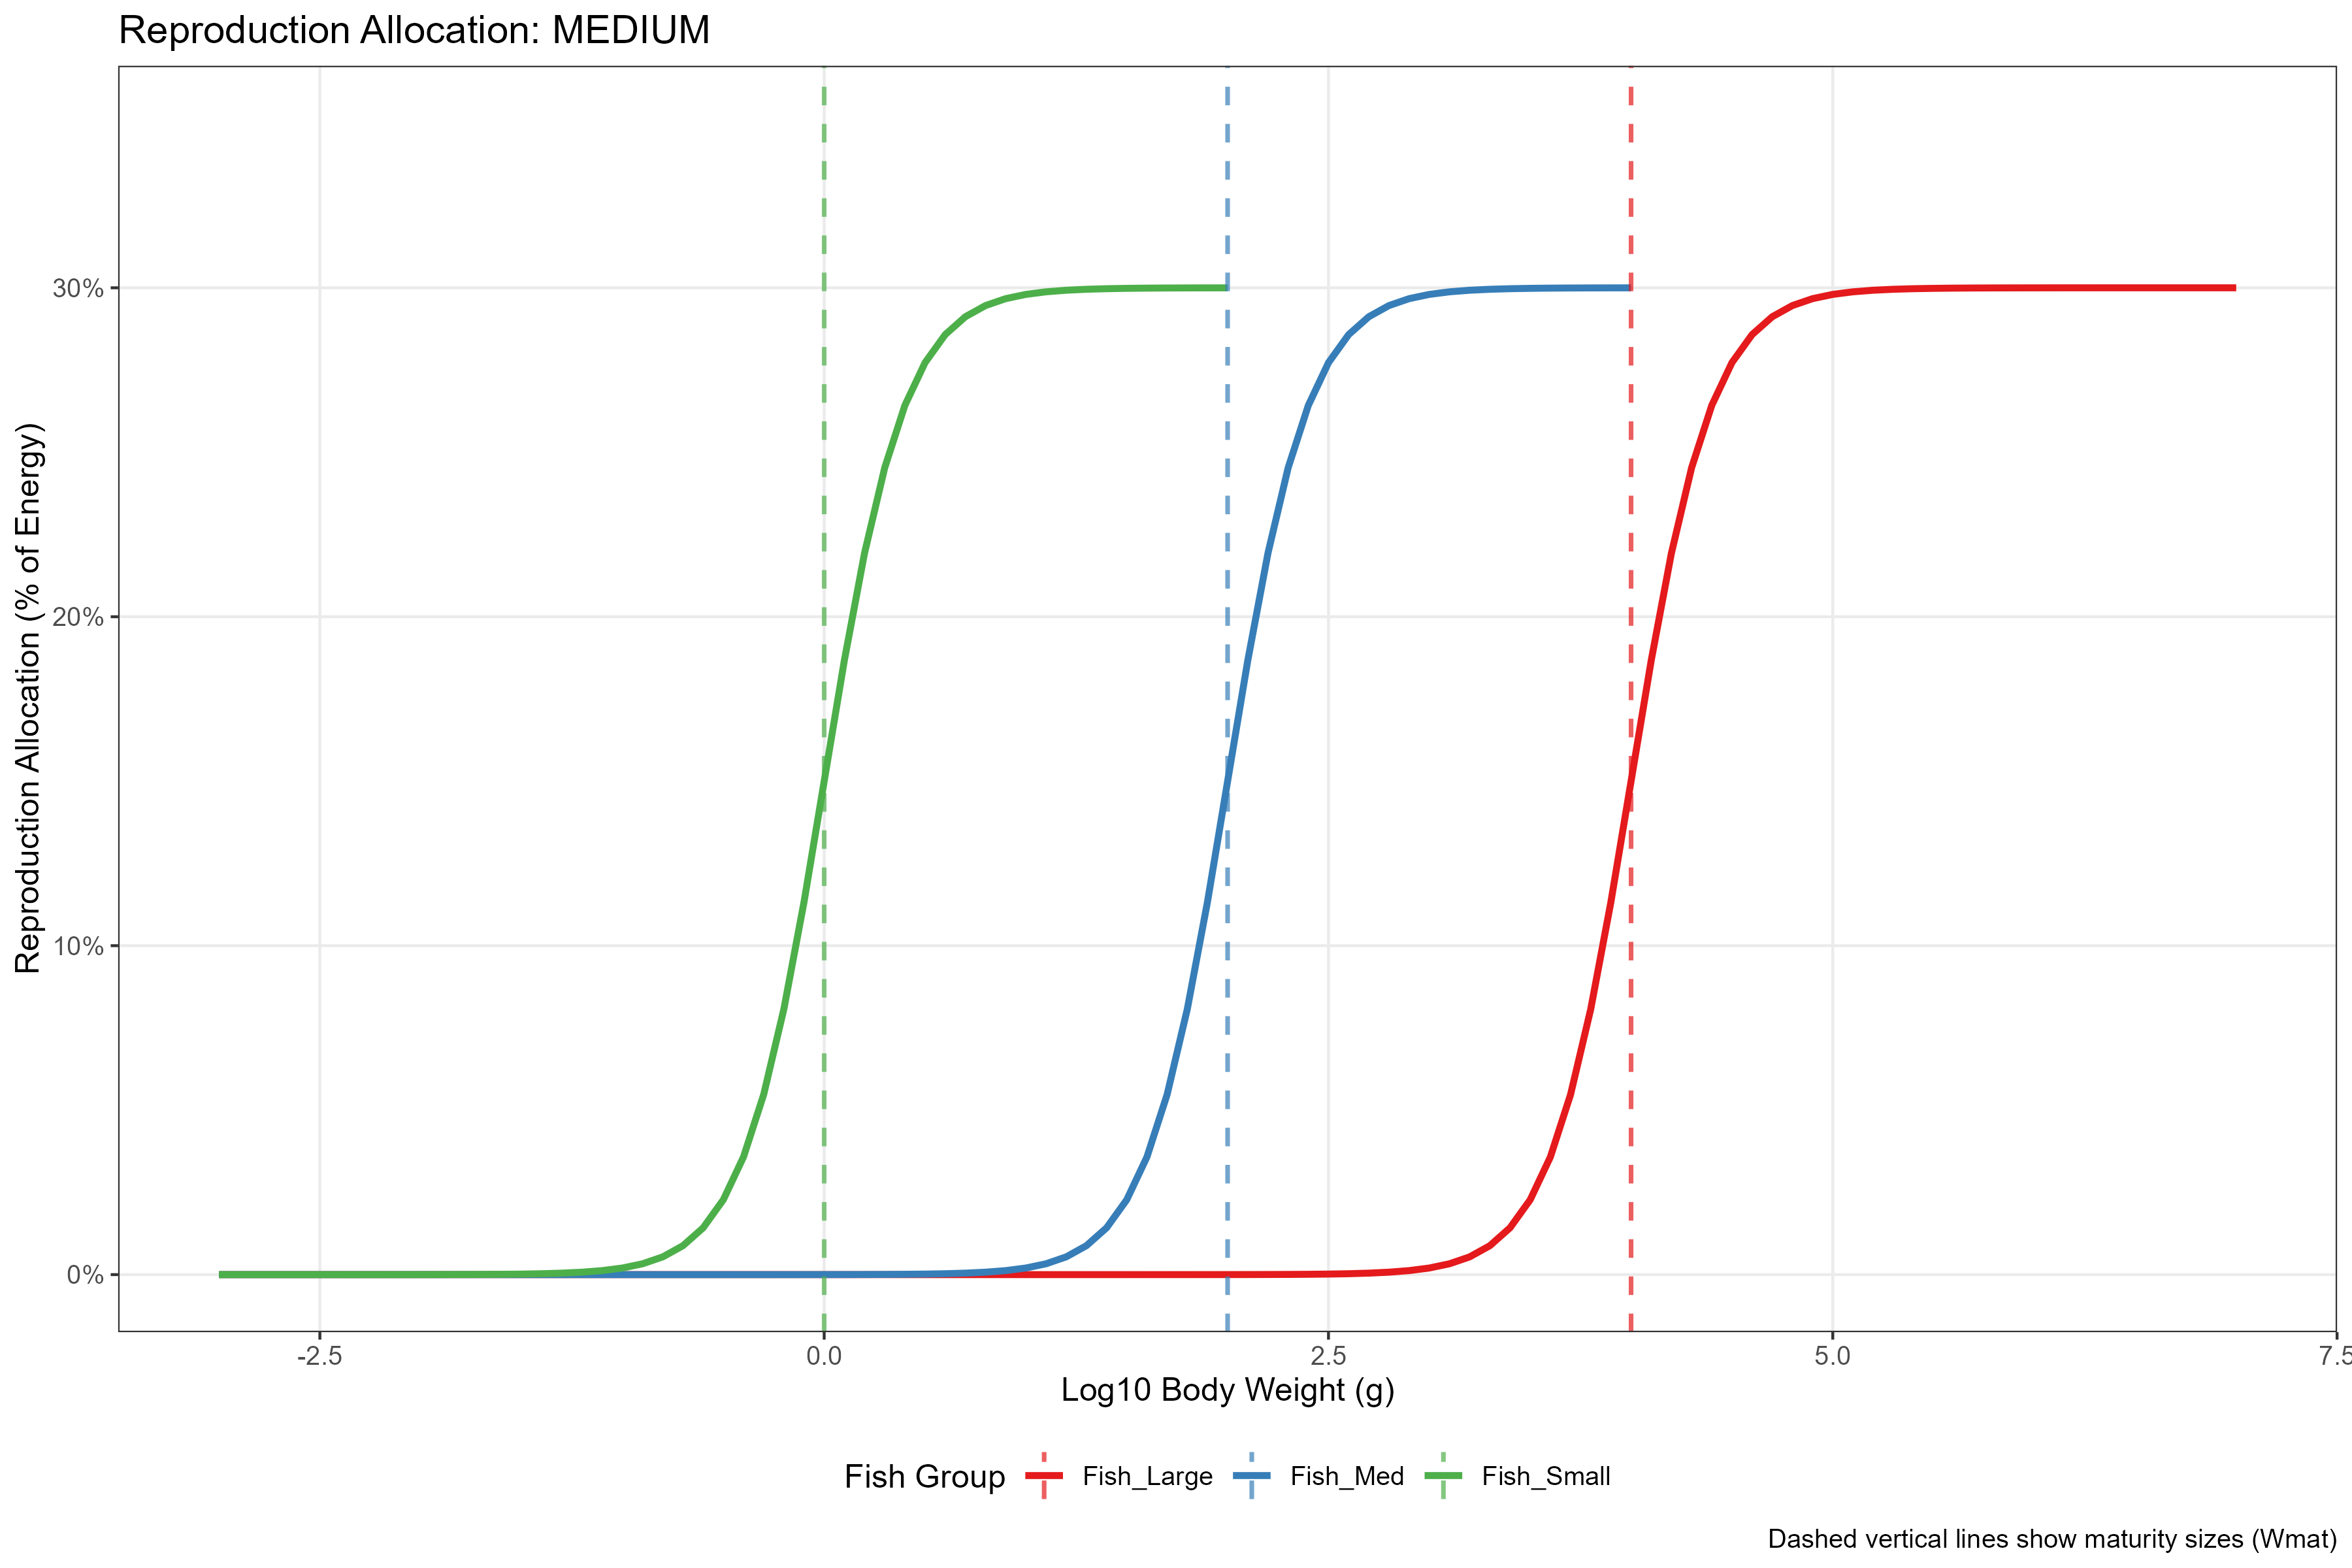 Reproduction Allocation: MEDIUM
Reproduction Allocation (% of Energy)
30%
20%
10%
0%
-2.5
0.0
2.5
5.0
7.5
Log10 Body Weight (g)
Fish Group
Fish_Large
Fish_Med
Fish_Small
Dashed vertical lines show maturity sizes (Wmat)